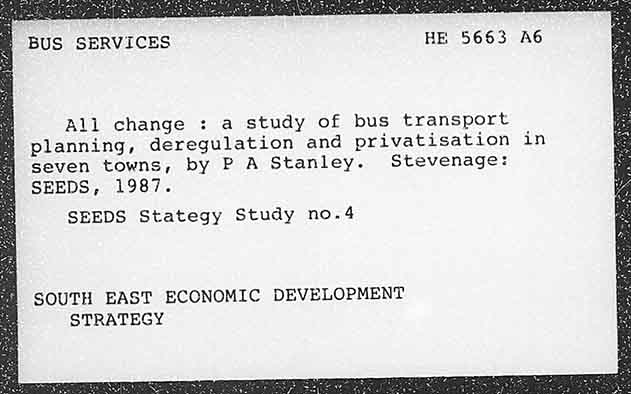 BUS SERVICES HE 5663 A6
All change : a study of bus transport
planning, deregulation and privatisation in
seven towns, by P A Stanley. Stevenage:
SEEDS, 1987.
SEEDS Stategy Study no.4
SOUTH EAST ECONOMIC DEVELOPMENT
STRATEGY